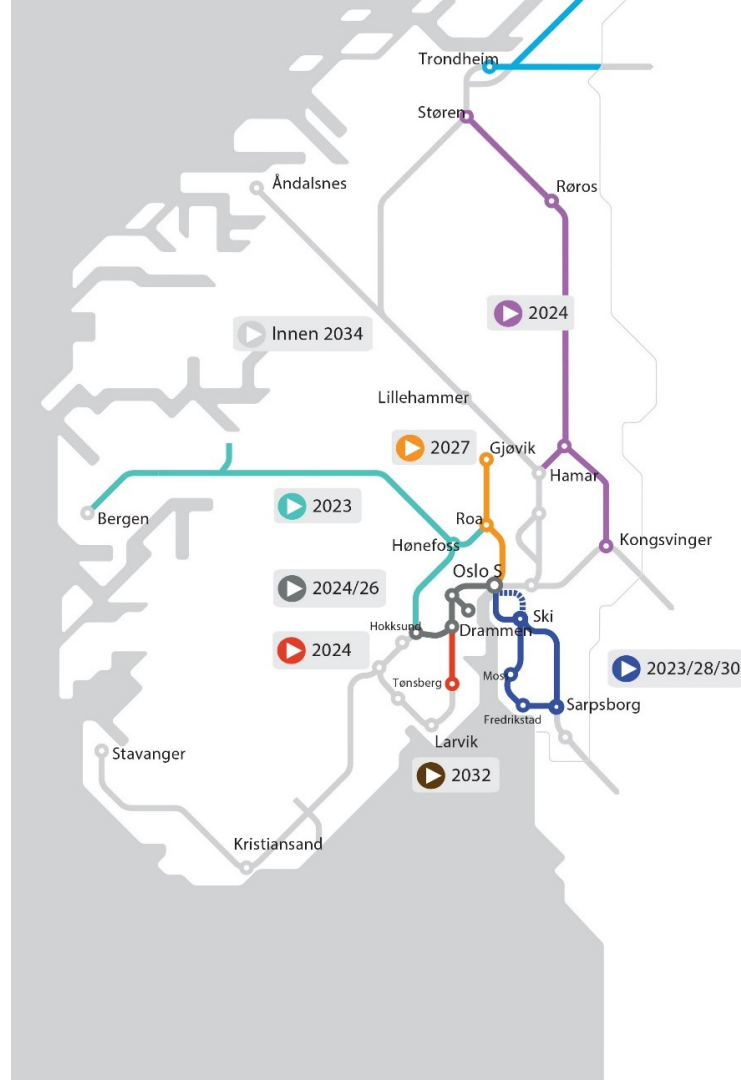 Trondheim
Støren
Åndalsnes
Røros
2024
Innen 2034
Lillehammer
2027
Gjøvik
Hamar
2023
Bergen
Roa
Hønefoss
Kongsvinger
Oslo S
2024/26
Ski
Hokksund
Drammen
2024
2023/28/30
Moss
Tønsberg
Sarpsborg
Fredrikstad
Larvik
Stavanger
2032
Kristiansand